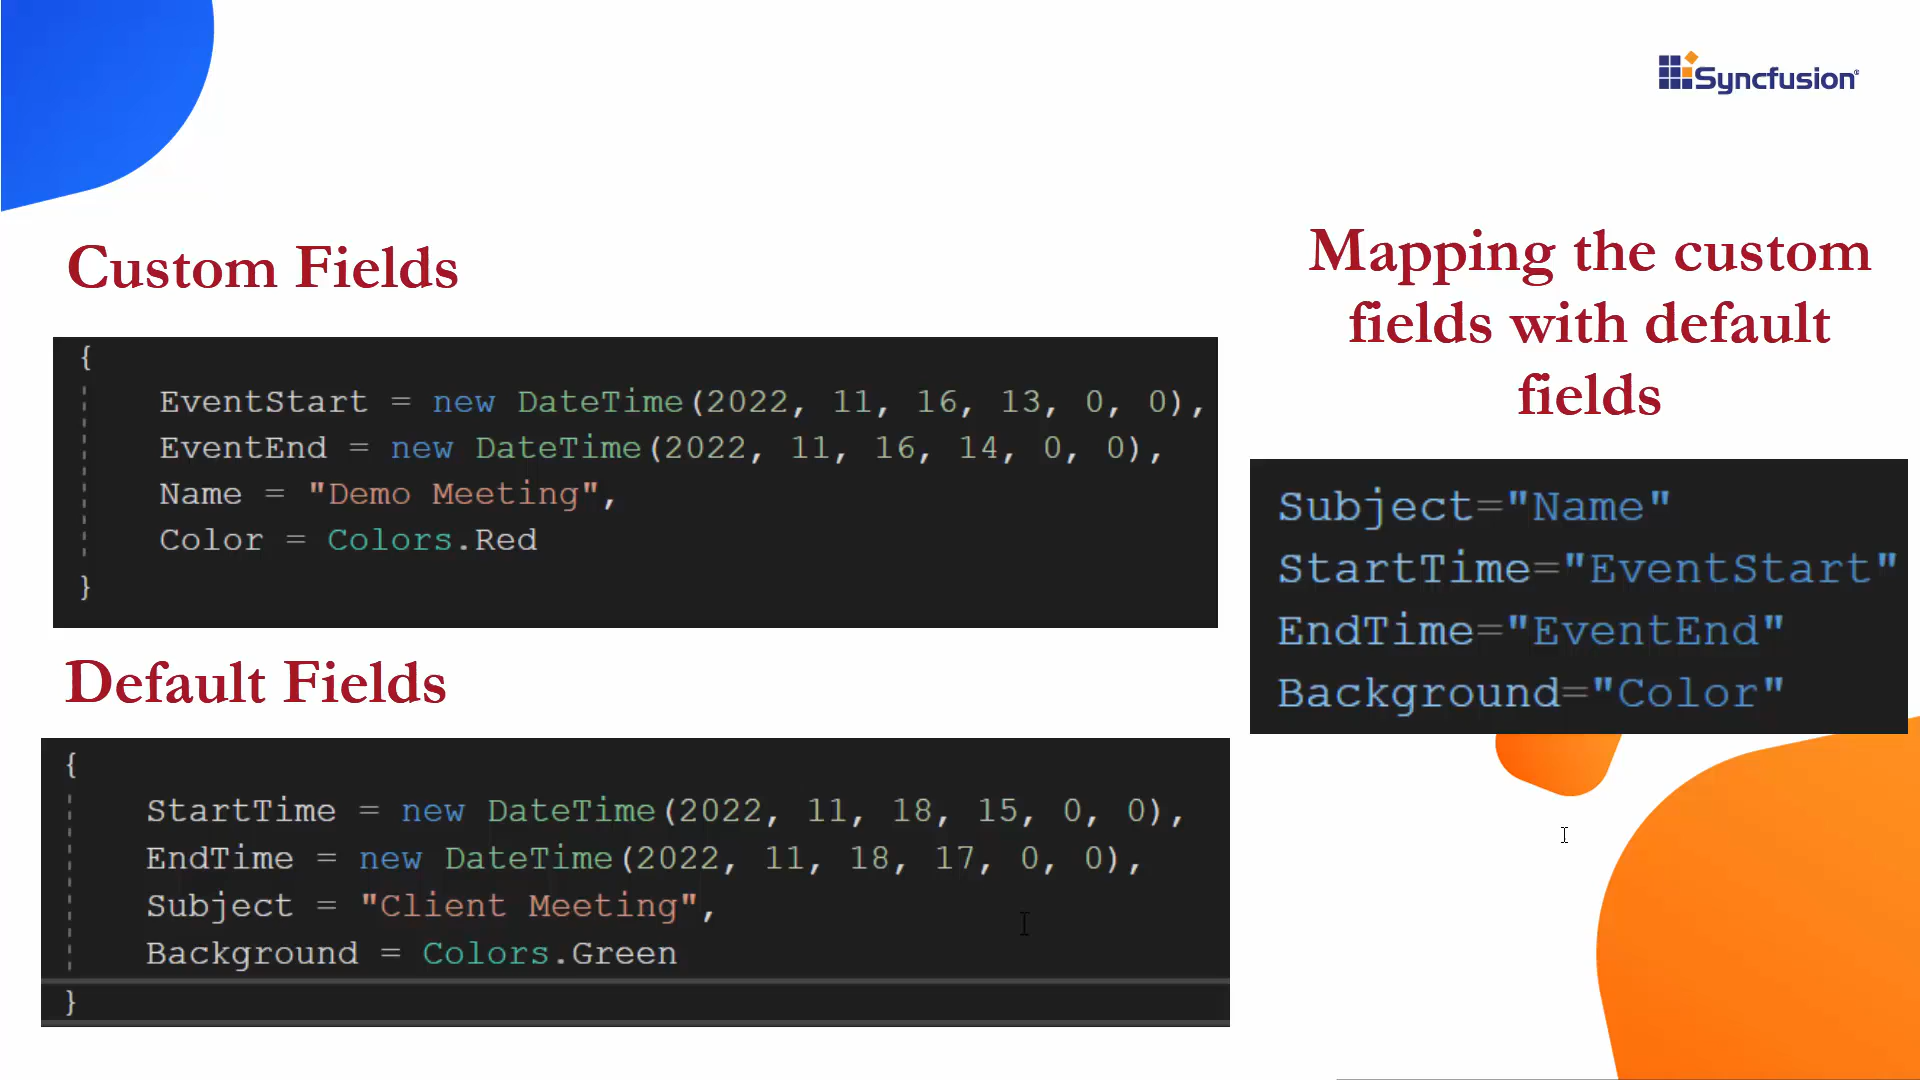 Syncfusion
Custom Fields
{
EventStart = new DateTime(2022, 11, 16, 13, 0, 0),
EventEnd = new DateTime(2022, 11, 16, 14, 0, 0),
Name = "Demo Meeting",
Color = Colors.Red
}
Default Fields
{
StartTime = new DateTime(2022, 11, 18, 15, 0, 0),
EndTime = new DateTime(2022, 11, 18, 17, 0, 0),
Subject = "Client Meeting",
Background = Colors.Green
}
Mapping the custom
fields with default
fields
Subject="Name"
StartTime="EventStart"
EndTime="EventEnd"
Background="Color"